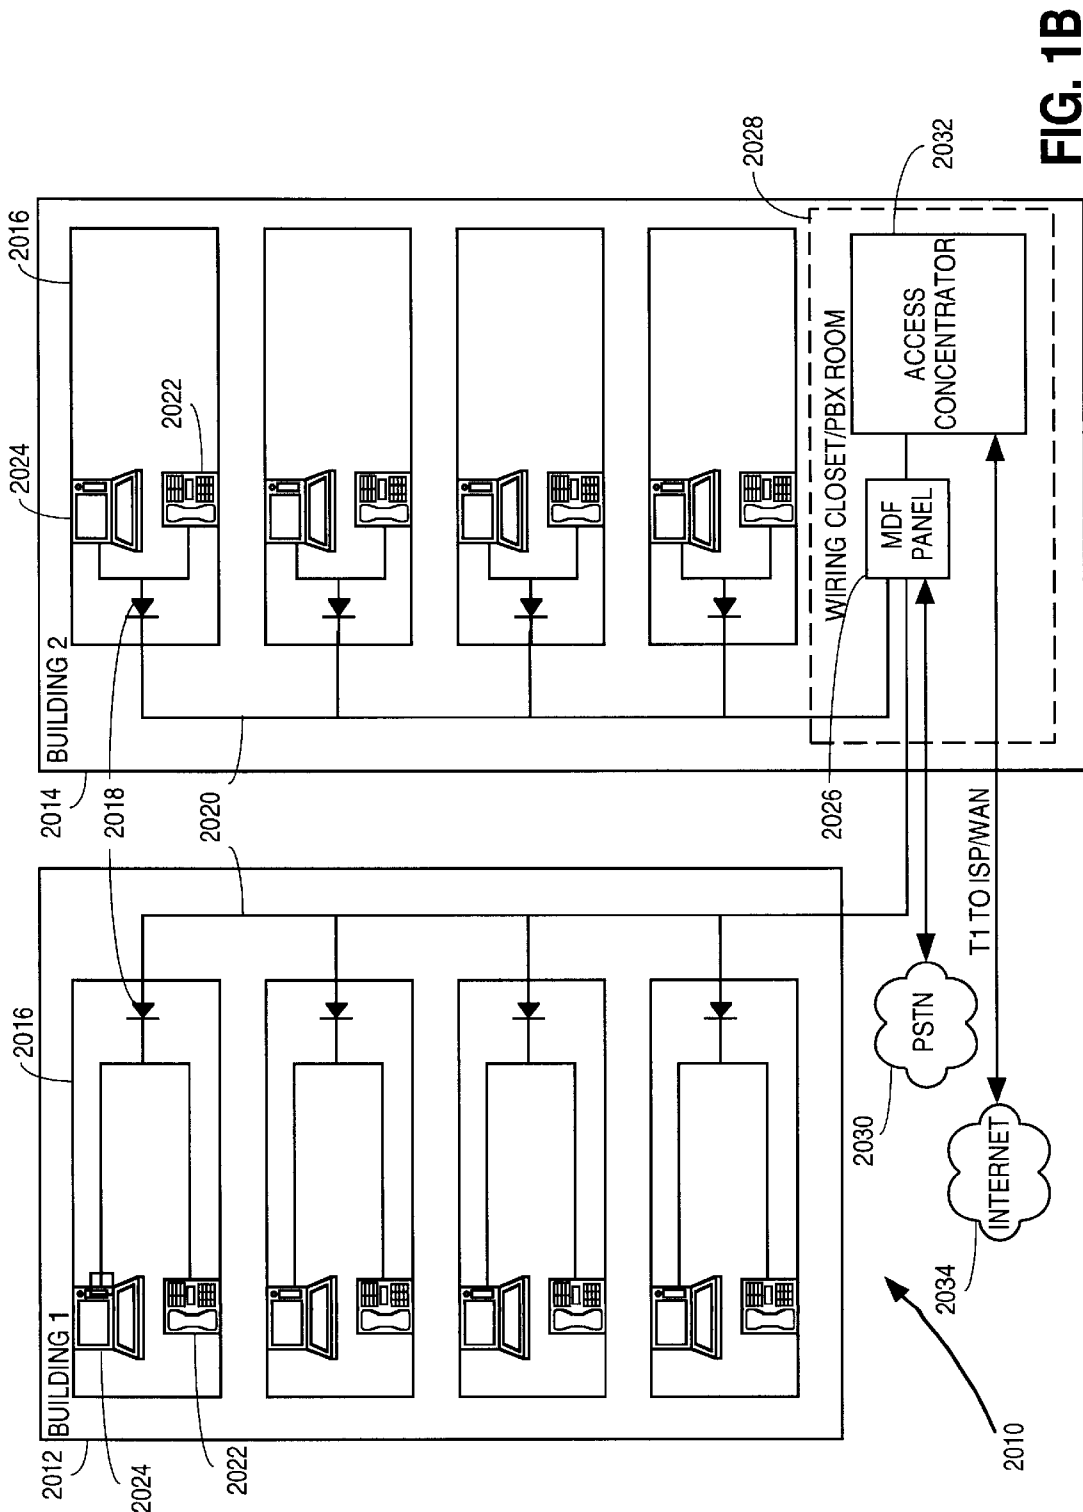 BUILDING 1
BUILDING 2
2012
2024
2022
2016
2018
2020
2014
2024
2022
2016
2026
2028
2032
WIRING CLOSET/PBX ROOM
MDF
PANEL
ACCESS
CONCENTRATOR
2030
PSTN
T1 TO ISP/WAN
2034
INTERNET
2010
FIG. 1B